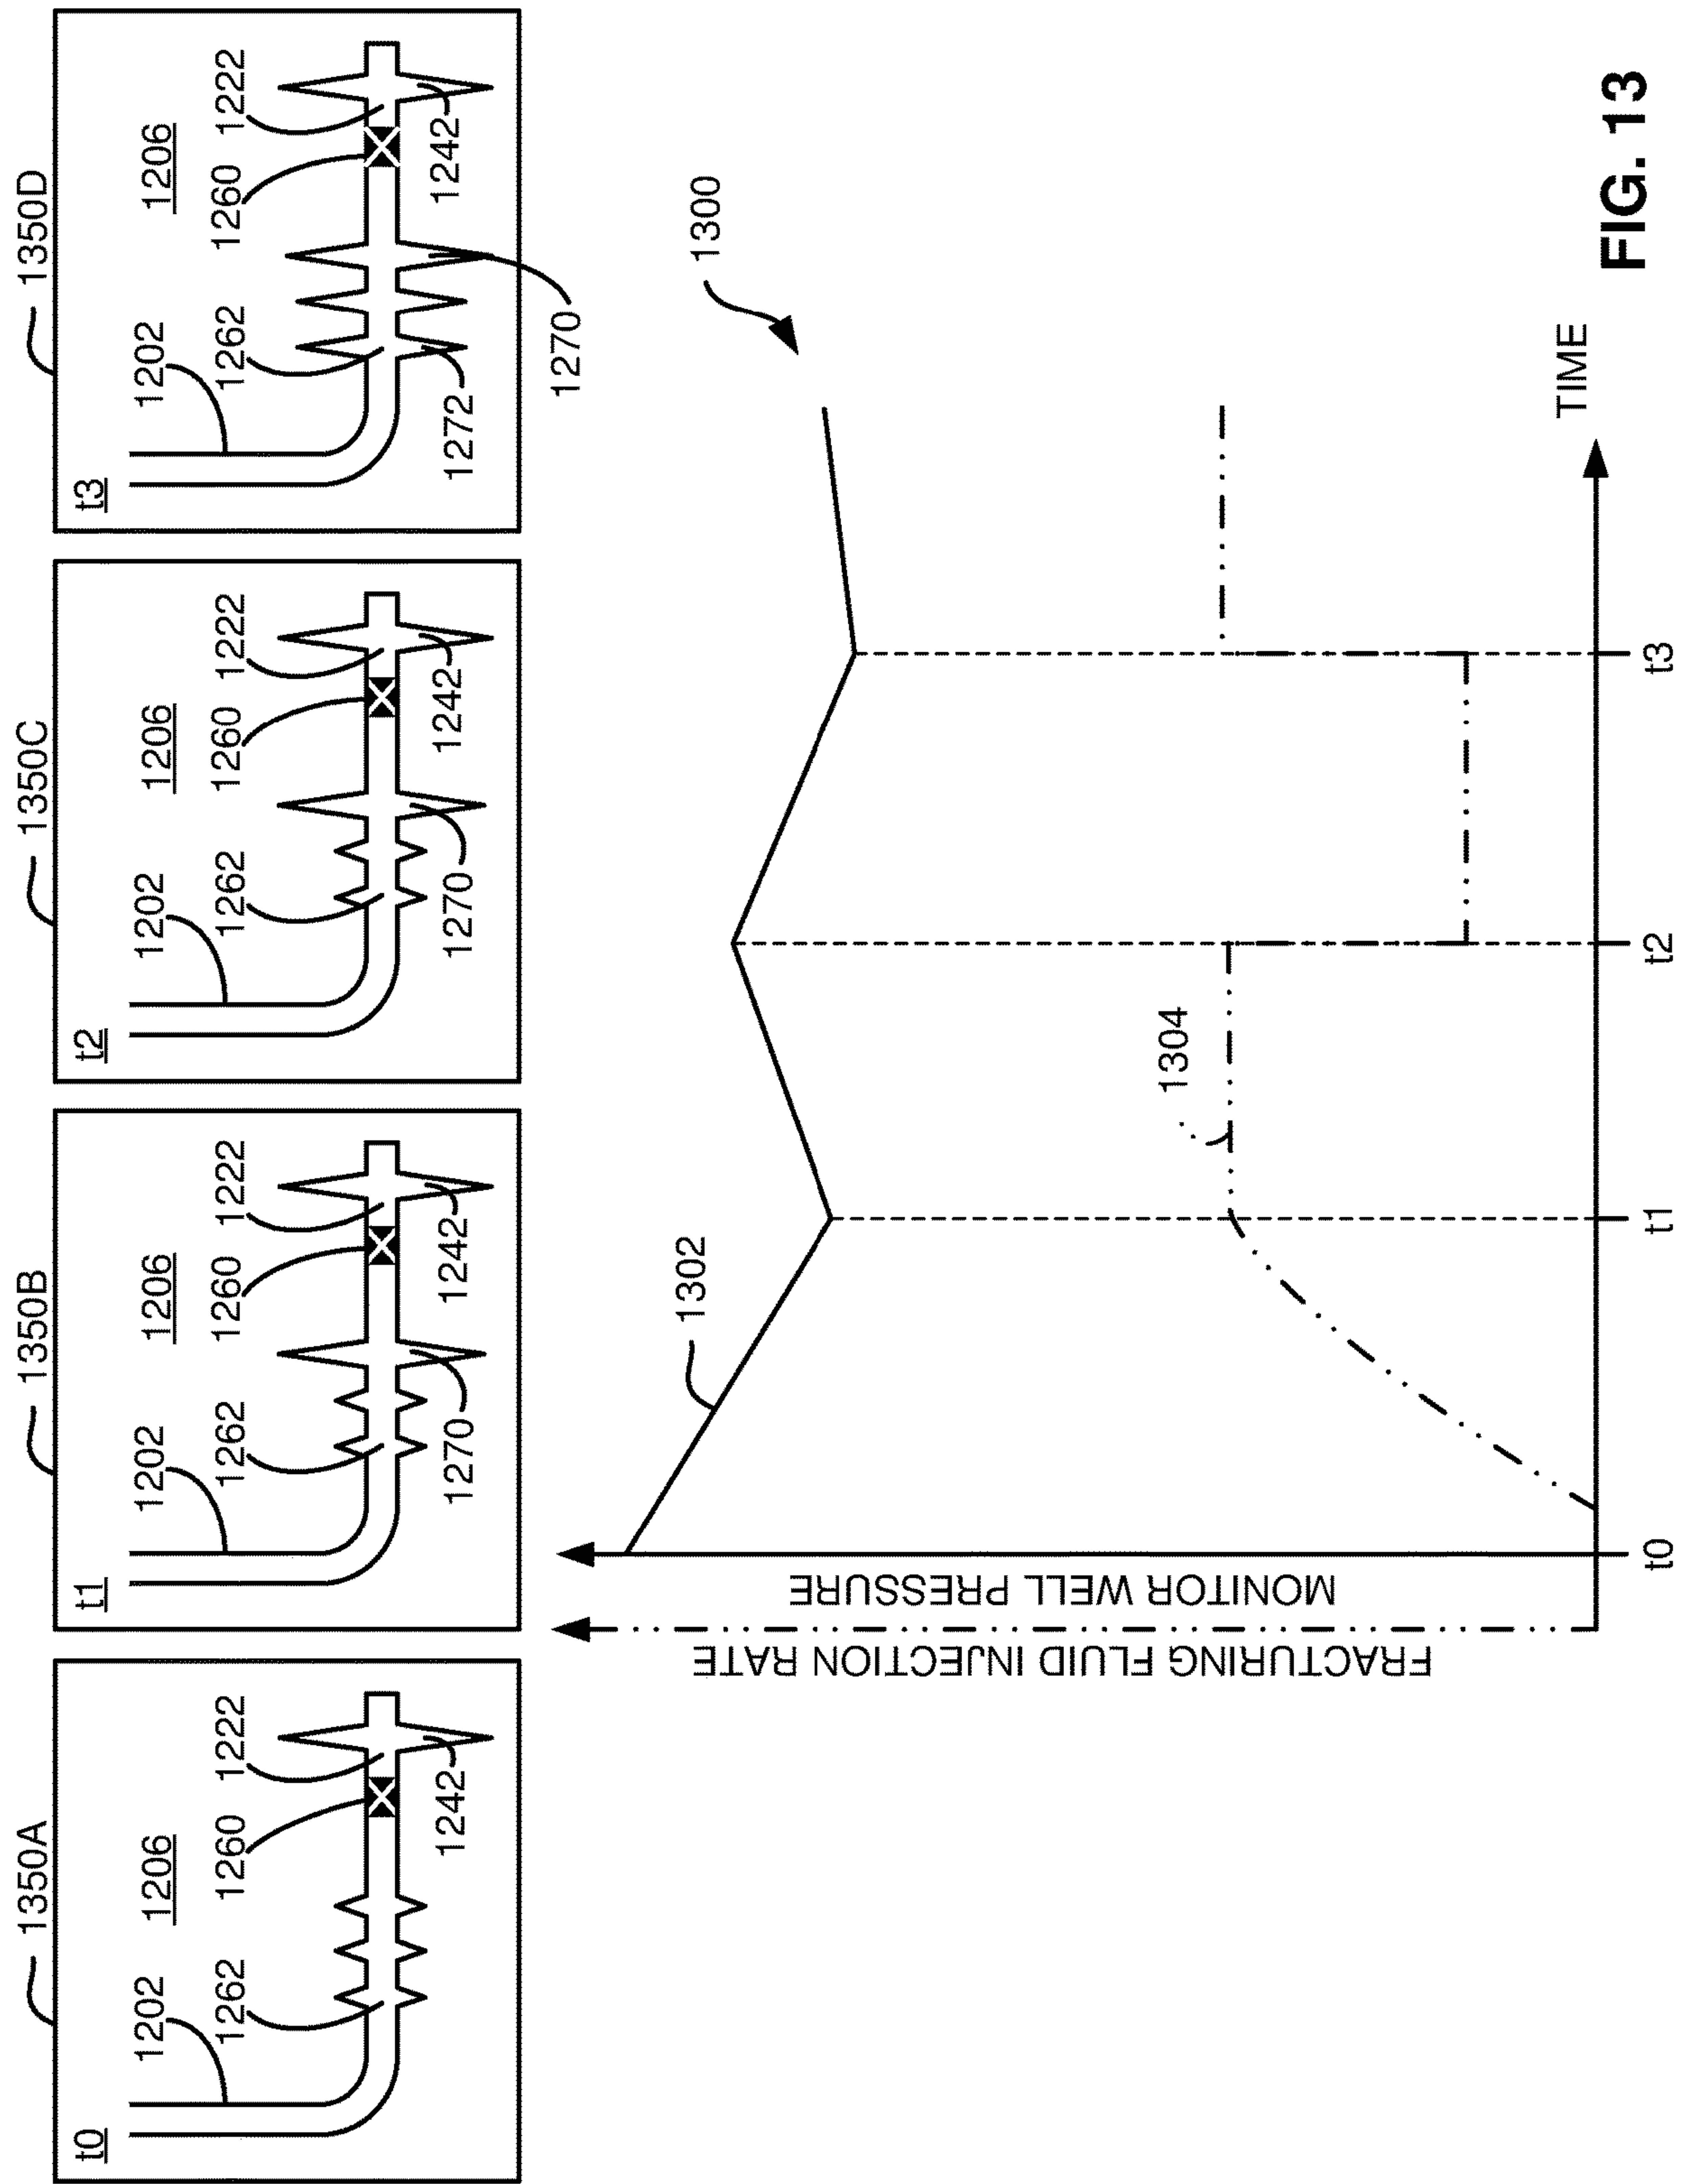 1350A
t0
1202
1206
1262
1260
1222
1242
1350B
t1
1202
1206
1262
1260
1222
1270
1242
1350C
t2
1202
1206
1262
1260
1222
1270
1242
1350D
t3
1202
1206
1262
1260
1222
1272
1242
1270
FRACTURING FLUID INJECTION RATE
MONITOR WELL PRESSURE
1302
1304
1300
t0
t1
t2
t3
TIME
FIG. 13